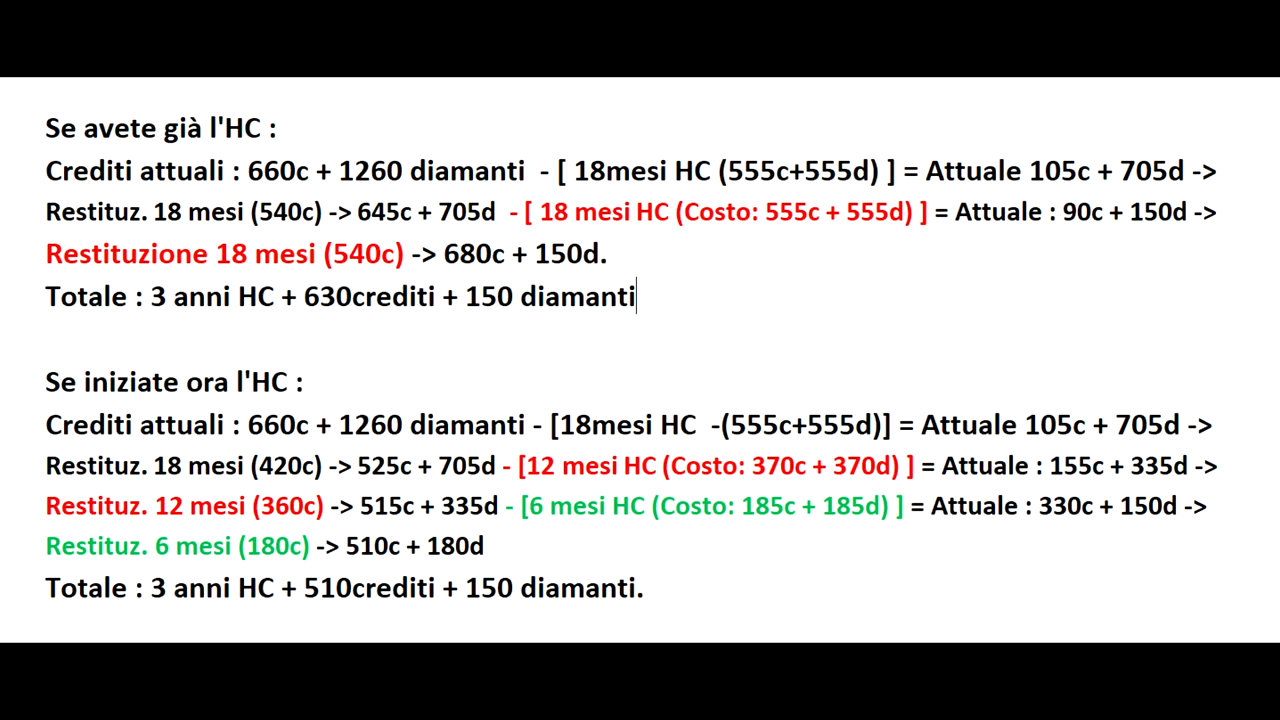 Se avete già l'HC :
Crediti attuali : 660c + 1260 diamanti - [ 18mesi HC (555c+555d) ] = Attuale 105c + 705d ->
Restituz. 18 mesi (540c) -> 645c + 705d - [ 18 mesi HC (Costo: 555c + 555d) ] = Attuale : 90c + 150d ->
Restituzione 18 mesi (540c) -> 680c + 150d.
Totale : 3 anni HC + 630crediti + 150 diamanti
Se iniziate ora l'HC :
Crediti attuali : 660c + 1260 diamanti - [18mesi HC -(555c+555d)] = Attuale 105c + 705d ->
Restituz. 18 mesi (420c) -> 525c + 705d - [12 mesi HC (Costo: 370c + 370d) ] = Attuale : 155c + 335d ->
Restituz. 12 mesi (360c) -> 515c + 335d - [6 mesi HC (Costo: 185c + 185d) ] = Attuale : 330c + 150d ->
Restituz. 6 mesi (180c) -> 510c + 180d
Totale : 3 anni HC + 510crediti + 150 diamanti.